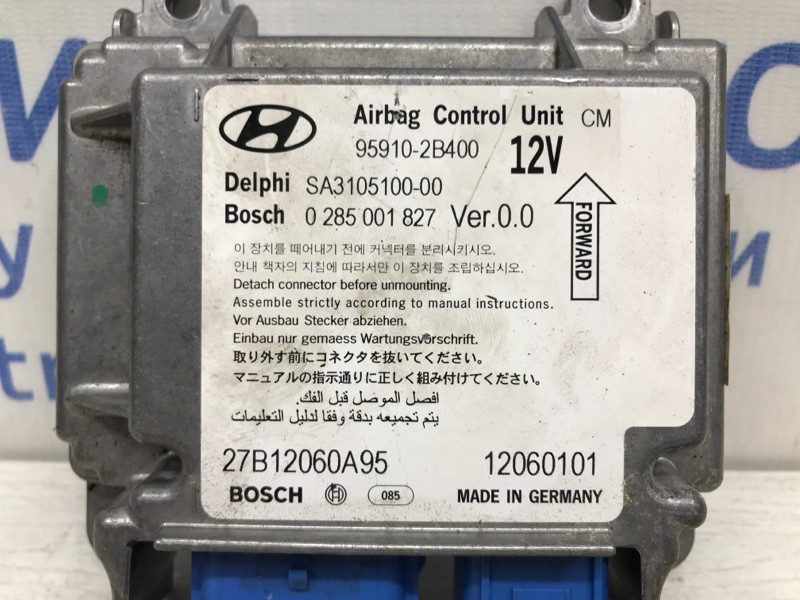 Airbag Control Unit CM
95910-2B400 12V
Delphi SA3105100-00
Bosch 0 285 001 827 Ver.0.0
FORWARD
이 장치를 떼어내기 전에 커넥터를 분리시키시오.
안내 책자의 지침에 따라서만 이 장치를 조립하십시오.
Detach connector before unmounting.
Assemble strictly according to manual instructions.
Vor Ausbau Stecker abziehen.
Einbau nur gemaess Wartungsvorschrift.
取り外す前にコネクタを抜いてください。
マニュアルの指示通りに正しく組み付けてください。
افصل الموصل قبل الفك.
يتم تجميعه بدقة وفقا لدليل التعليمات
27B12060A95 12060101
BOSCH 085 MADE IN GERMANY